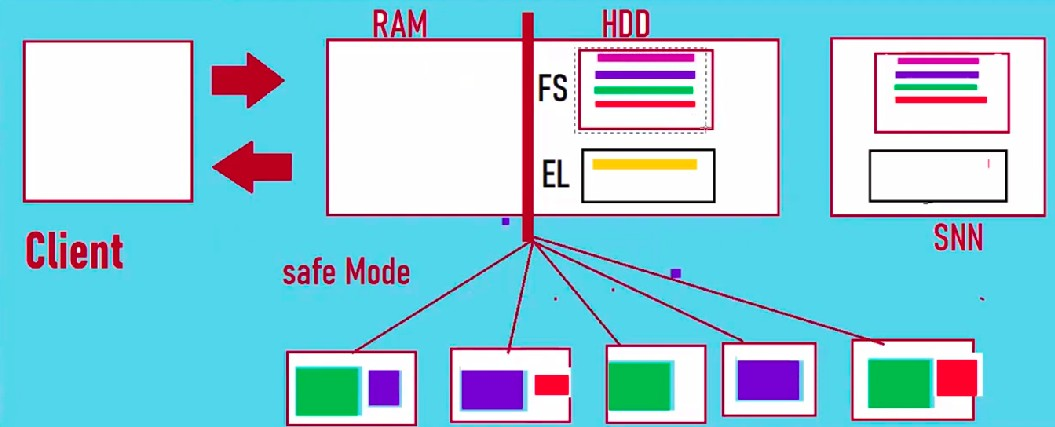 RAM
HDD
FS
EL
Client
safe Mode
SNN